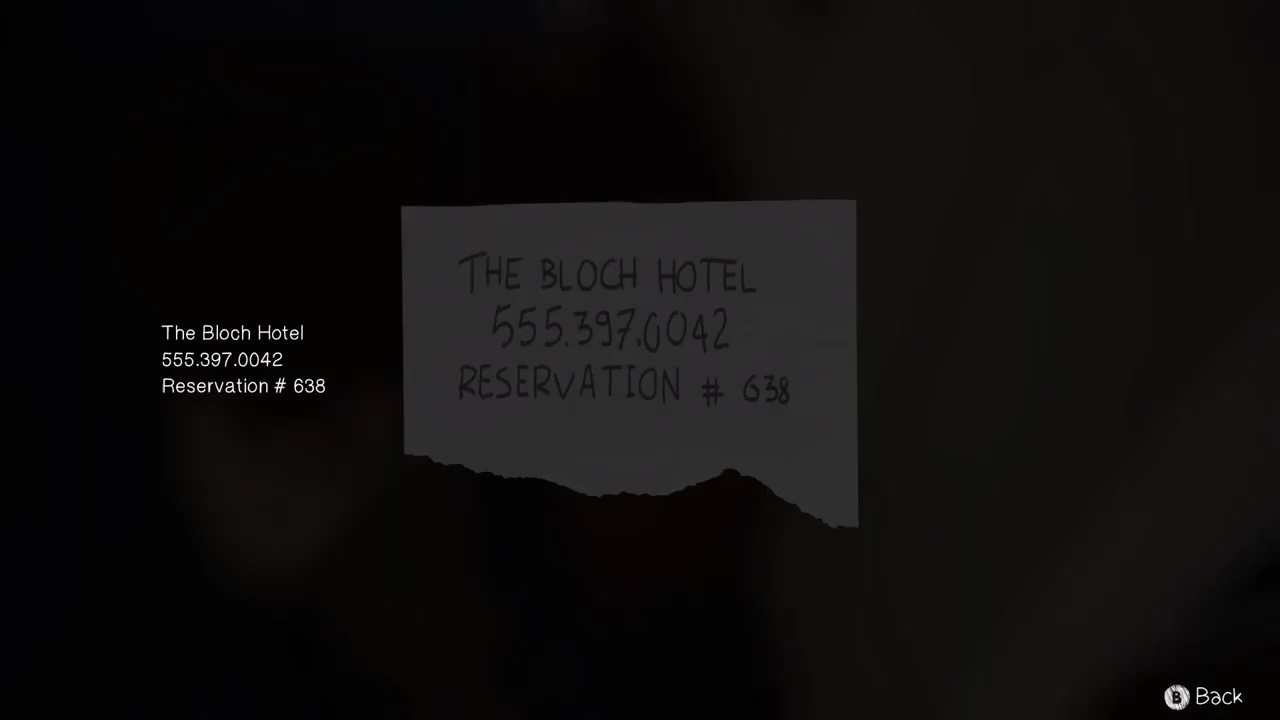 THE BLOCH HOTEL
555.397.0042
RESERVATION # 638
The Bloch Hotel
555.397.0042
Reservation # 638
B Back